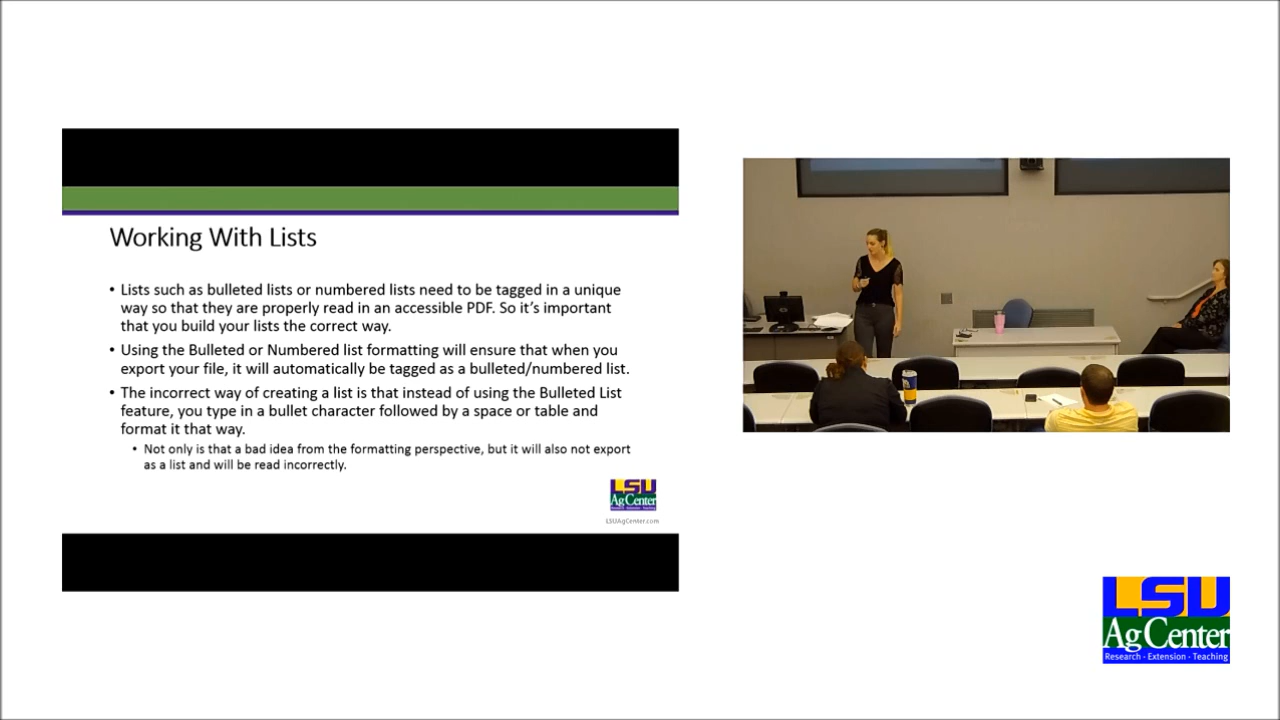 Working With Lists
• Lists such as bulleted lists or numbered lists need to be tagged in a unique
way so that they are properly read in an accessible PDF. So it's important
that you build your lists the correct way.
• Using the Bulleted or Numbered list formatting will ensure that when you
export your file, it will automatically be tagged as a bulleted/numbered list.
• The incorrect way of creating a list is that instead of using the Bulleted List
feature, you type in a bullet character followed by a space or table and
format it that way.
• Not only is that a bad idea from the formatting perspective, but it will also not export
as a list and will be read incorrectly.
LSU
AgCenter
Research - Extension - Teaching
LSUAgCenter.com
LSU
AgCenter
Research - Extension - Teaching